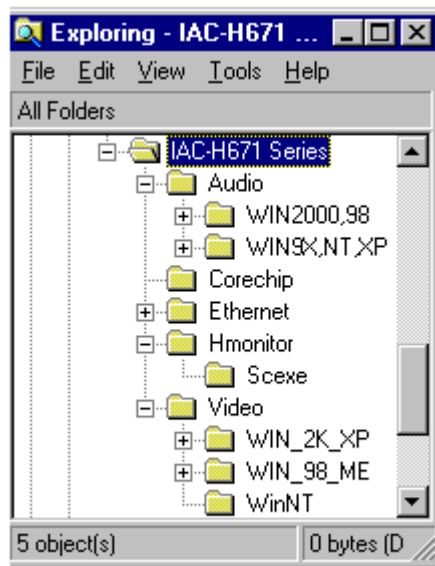 Exploring - IAC-H671 ...
File Edit View Tools Help
All Folders
IAC-H671 Series
Audio
WIN2000,98
WIN9X,NT,XP
Corechip
Ethernet
Hmonitor
Scexe
Video
WIN_2K_XP
WIN_98_ME
WinNT
5 object(s) 0 bytes (D